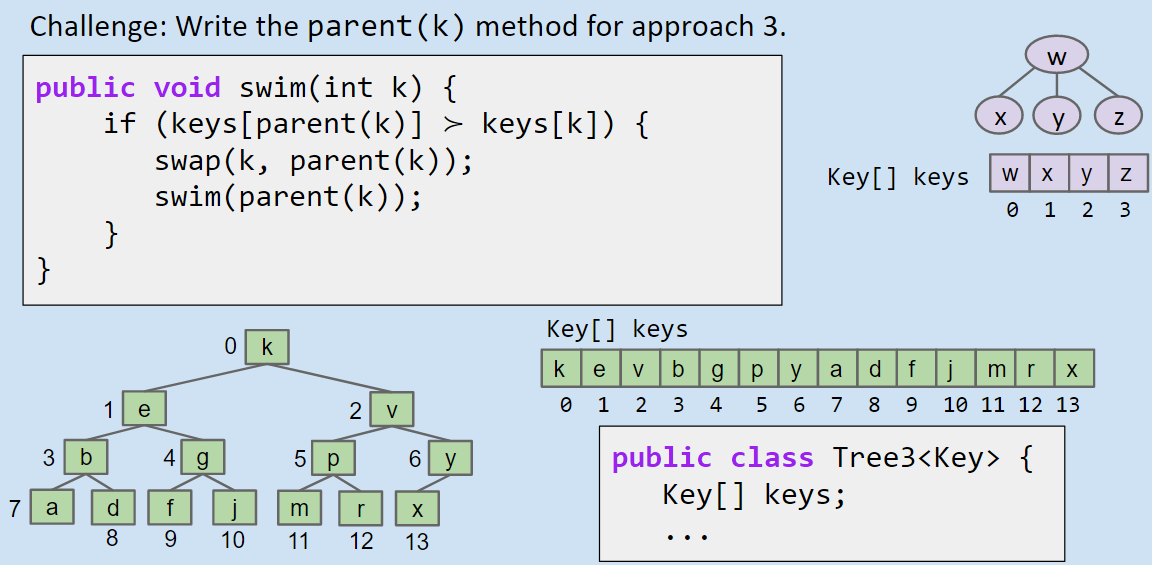 Challenge: Write the parent(k) method for approach 3.
public void swim(int k) {
if (keys[parent(k)] ≻ keys[k]) {
swap(k, parent(k));
swim(parent(k));
}
}
w
x y z
Key[] keys w x y z
0 1 2 3
0 k
1 e 2 v
3 b 4 g 5 p 6 y
7 a d f j m r x
8 9 10 11 12 13
Key[] keys
k e v b g p y a d f j m r x
0 1 2 3 4 5 6 7 8 9 10 11 12 13
public class Tree3<Key> {
Key[] keys;
...